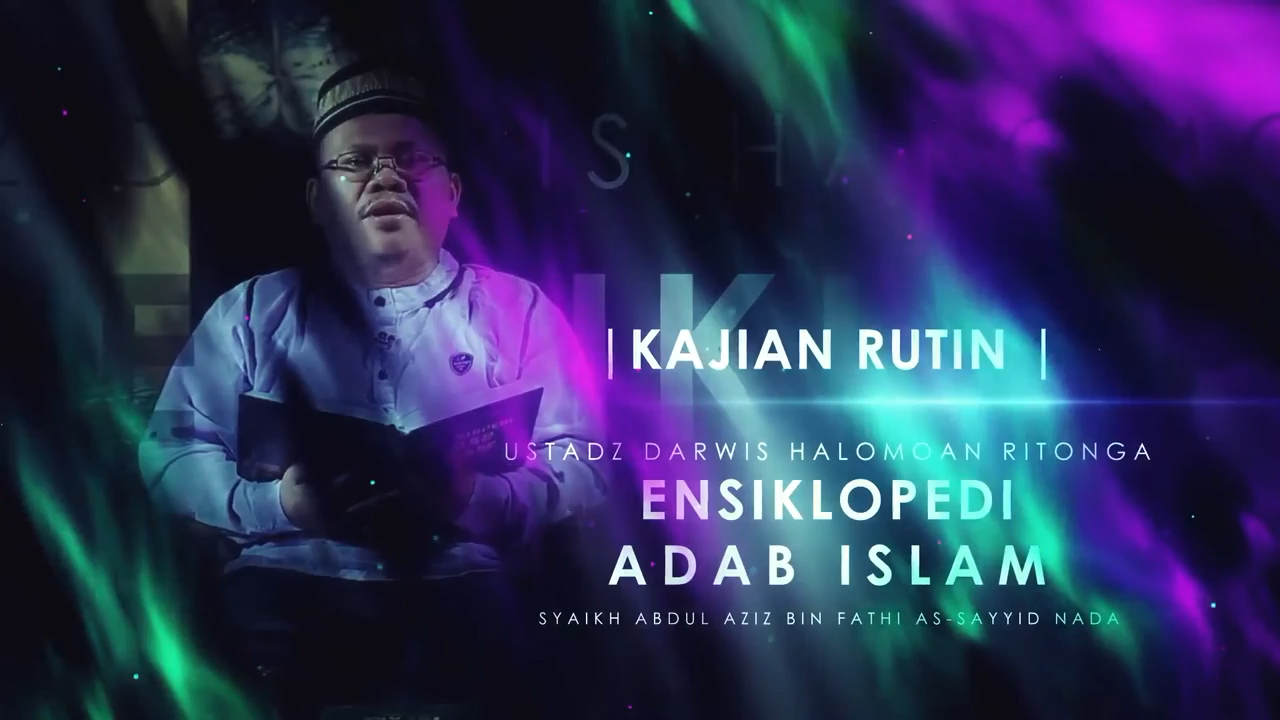 | KAJIAN RUTIN |
USTADZ DARWIS HALOMOAN RITONGA
ENSIKLOPEDI
ADAB ISLAM
SYAIKH ABDUL AZIZ BIN FATHI AS-SAYYID NADA